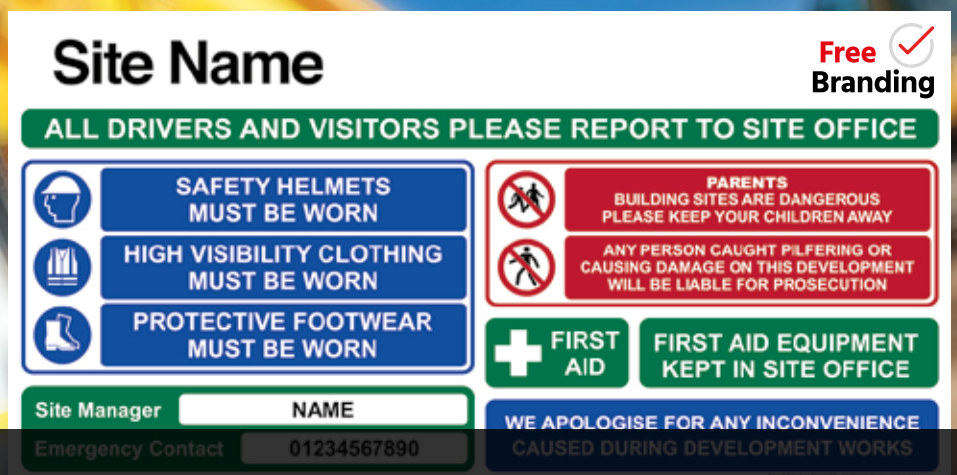 Site Name
Free
Branding
ALL DRIVERS AND VISITORS PLEASE REPORT TO SITE OFFICE
SAFETY HELMETS
MUST BE WORN
HIGH VISIBILITY CLOTHING
MUST BE WORN
PROTECTIVE FOOTWEAR
MUST BE WORN
Site Manager NAME
Emergency Contact 01234567890
PARENTS
BUILDING SITES ARE DANGEROUS
PLEASE KEEP YOUR CHILDREN AWAY
ANY PERSON CAUGHT PILFERING OR
CAUSING DAMAGE ON THIS DEVELOPMENT
WILL BE LIABLE FOR PROSECUTION
FIRST
AID
FIRST AID EQUIPMENT
KEPT IN SITE OFFICE
WE APOLOGISE FOR ANY INCONVENIENCE
CAUSED DURING DEVELOPMENT WORKS